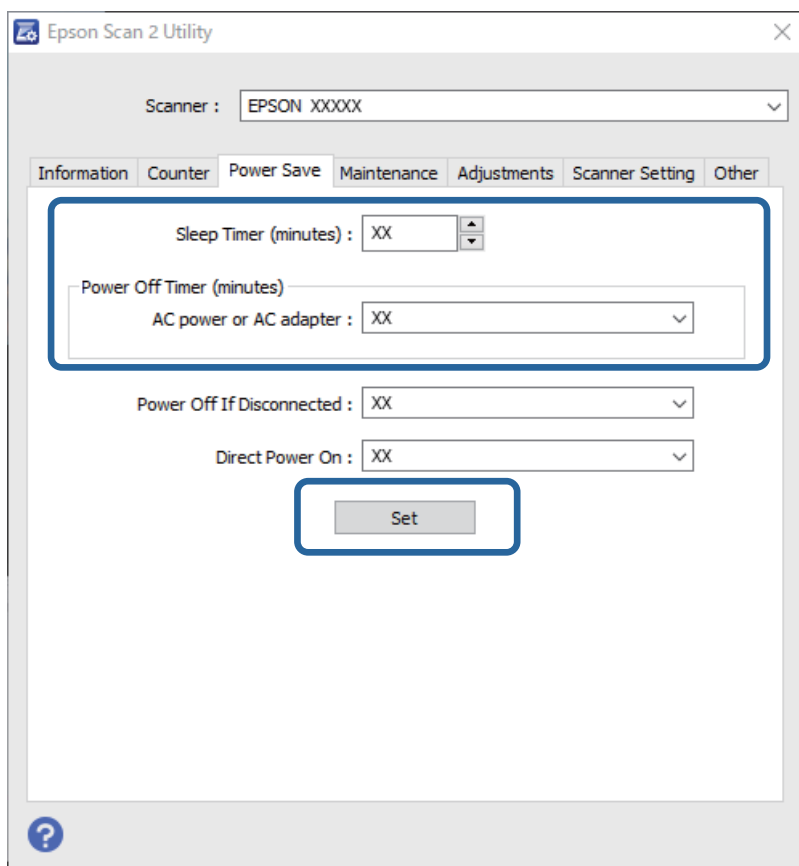 Epson Scan 2 Utility
Scanner : EPSON XXXXX
Information Counter Power Save Maintenance Adjustments Scanner Setting Other
Sleep Timer (minutes) : XX
Power Off Timer (minutes)
AC power or AC adapter : XX
Power Off If Disconnected : XX
Direct Power On : XX
Set
?